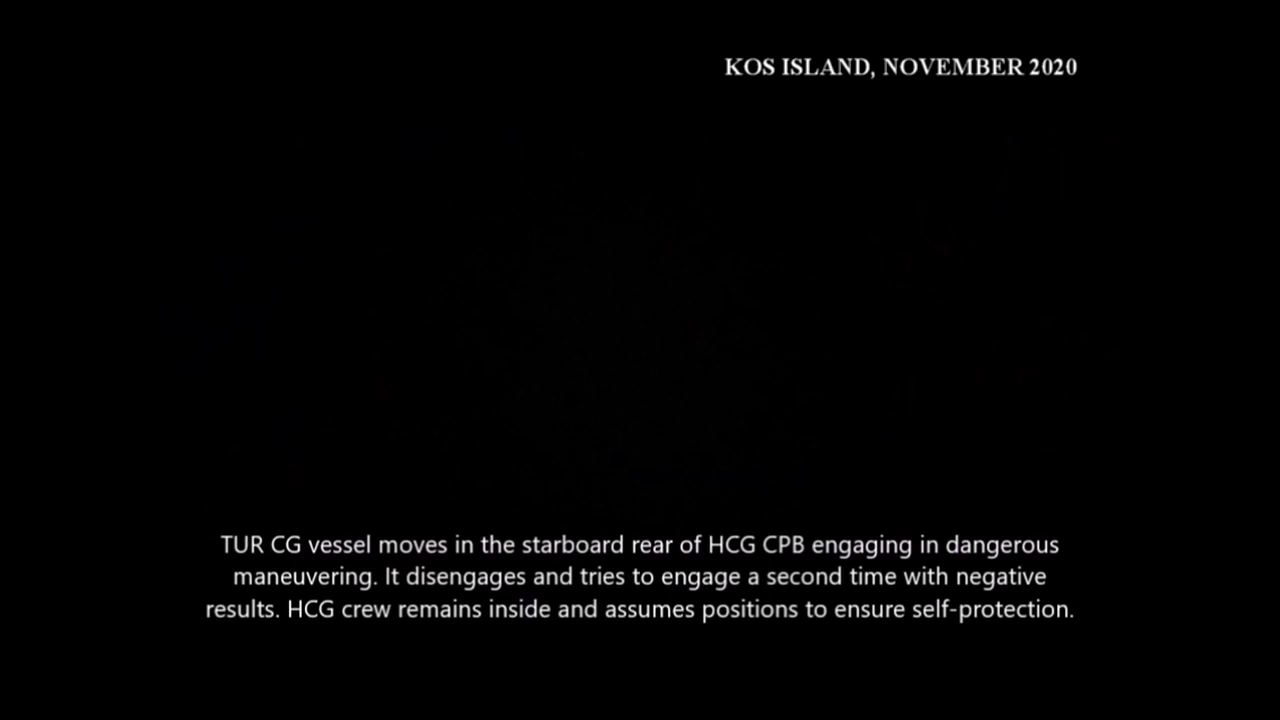 KOS ISLAND, NOVEMBER 2020
TUR CG vessel moves in the starboard rear of HCG CPB engaging in dangerous
maneuvering. It disengages and tries to engage a second time with negative
results. HCG crew remains inside and assumes positions to ensure self-protection.